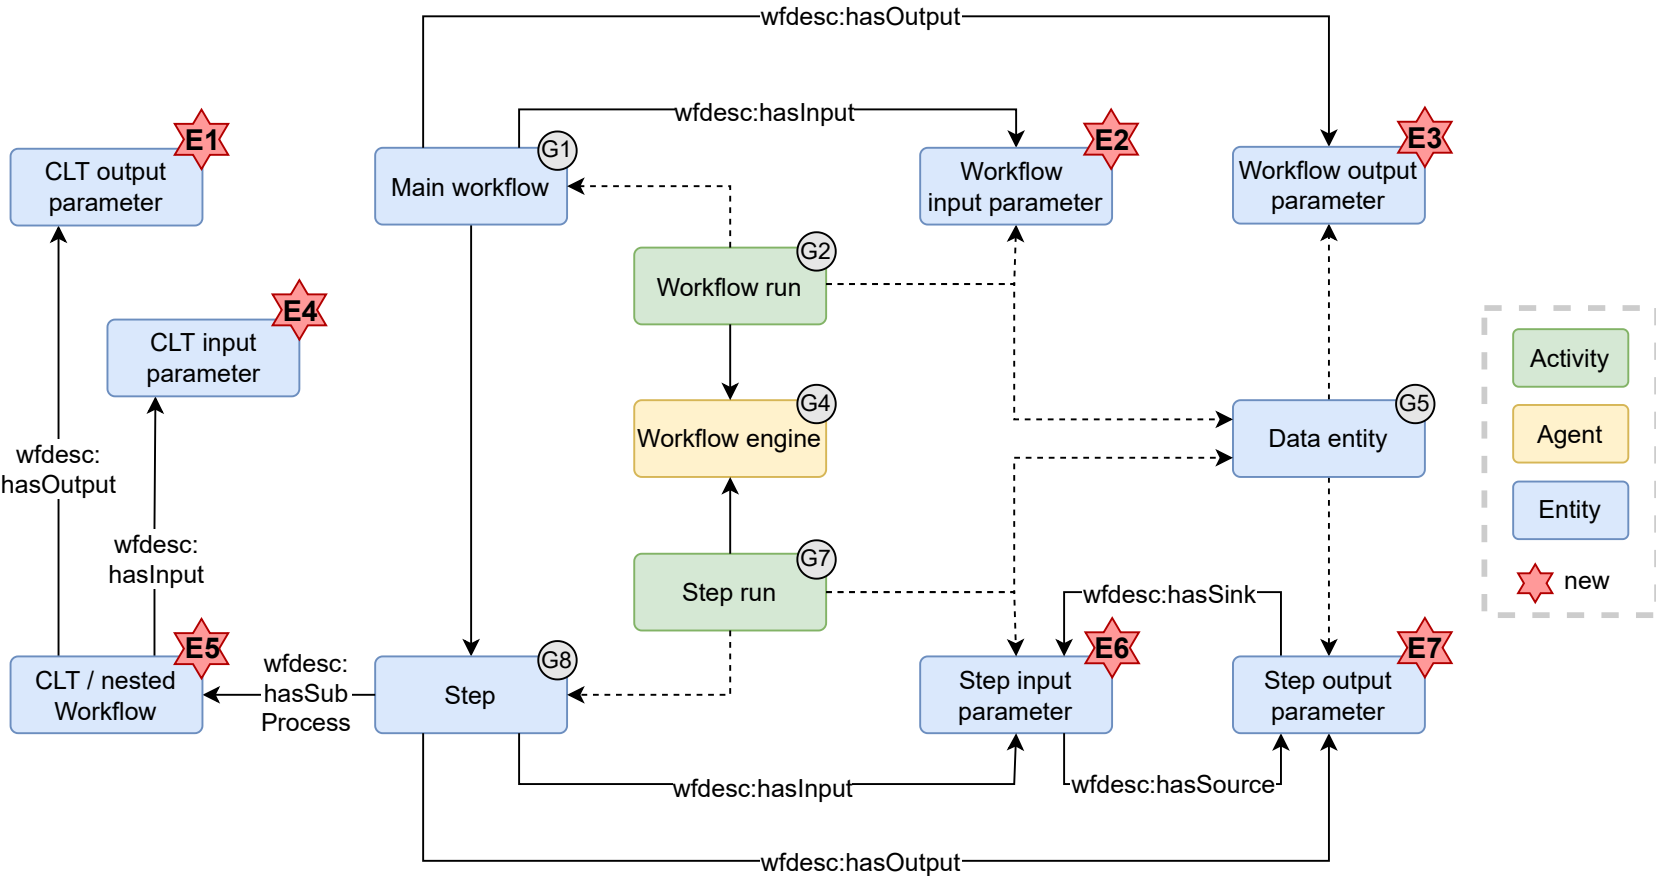 wfdesc:hasOutput
wfdesc:hasInput
E1
CLT output
parameter
G1
Main workflow
E2
Workflow
input parameter
E3
Workflow output
parameter
G2
Workflow run
E4
CLT input
parameter
G4
Workflow engine
G5
Data entity
Activity
Agent
Entity
new
wfdesc:
hasOutput
wfdesc:
hasInput
G7
Step run
wfdesc:hasSink
E5
CLT / nested
Workflow
wfdesc:
hasSub
Process
G8
Step
E6
Step input
parameter
E7
Step output
parameter
wfdesc:hasInput
wfdesc:hasSource
wfdesc:hasOutput